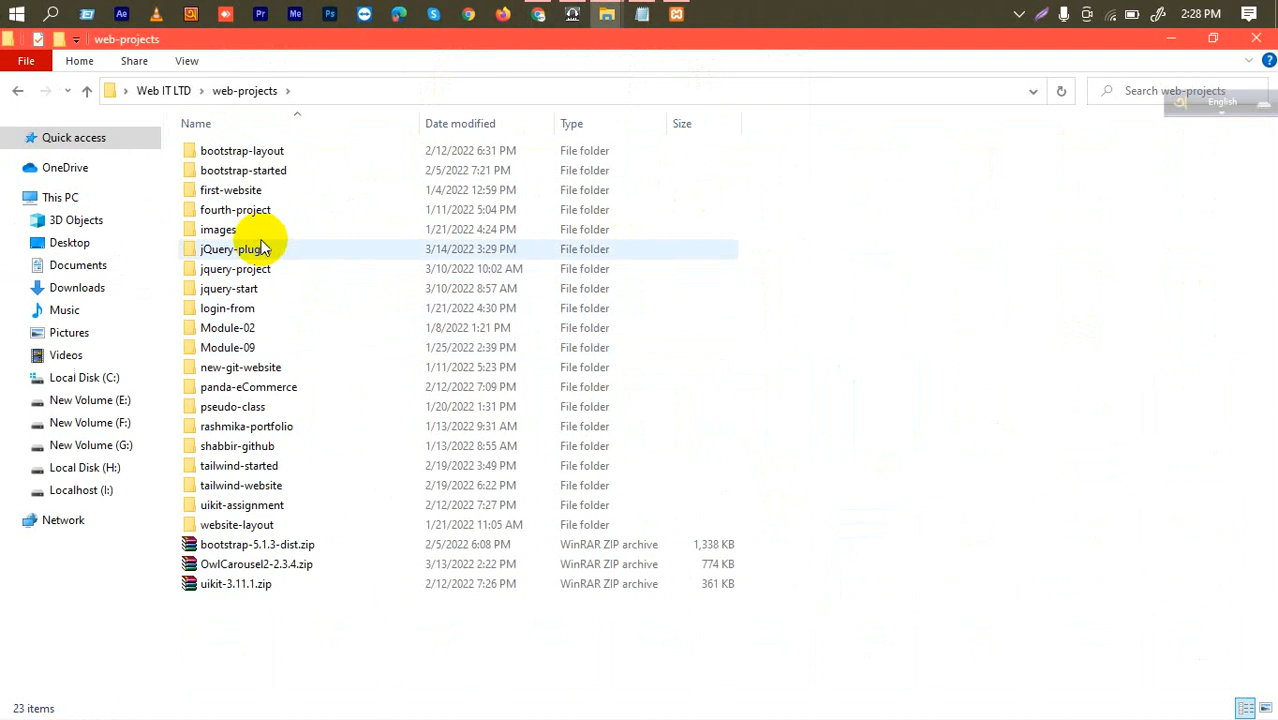 Ae
Pr
Me
Ps
2:28 PM
web-projects
File
Home
Share
View
Web IT LTD
web-projects
Search web-projects
English
Quick access
OneDrive
This PC
3D Objects
Desktop
Documents
Downloads
Music
Pictures
Videos
Local Disk (C:)
New Volume (E:)
New Volume (F:)
New Volume (G:)
Local Disk (H:)
Localhost (I:)
Network
Name Date modified Type Size
bootstrap-layout 2/12/2022 6:31 PM File folder
bootstrap-started 2/5/2022 7:21 PM File folder
first-website 1/4/2022 12:59 PM File folder
fourth-project 1/11/2022 5:04 PM File folder
images 1/21/2022 4:24 PM File folder
3/14/2022 3:29 PM File folder
jquery-project 3/10/2022 10:02 AM File folder
jquery-start 3/10/2022 8:57 AM File folder
login-from 1/21/2022 4:30 PM File folder
Module-02 1/8/2022 1:21 PM File folder
Module-09 1/25/2022 2:39 PM File folder
new-git-website 1/11/2022 5:23 PM File folder
panda-eCommerce 2/12/2022 7:09 PM File folder
pseudo-class 1/20/2022 1:31 PM File folder
rashmika-portfolio 1/13/2022 9:31 AM File folder
shabbir-github 1/13/2022 8:55 AM File folder
tailwind-started 2/19/2022 3:49 PM File folder
tailwind-website 2/19/2022 6:22 PM File folder
uikit-assignment 2/12/2022 7:27 PM File folder
website-layout 1/21/2022 11:05 AM File folder
bootstrap-5.1.3-dist.zip 2/5/2022 6:08 PM WinRAR ZIP archive 1,338 KB
OwlCarousel2-2.3.4.zip 3/13/2022 2:22 PM WinRAR ZIP archive 774 KB
uikit-3.11.1.zip 2/12/2022 7:26 PM WinRAR ZIP archive 361 KB
23 items